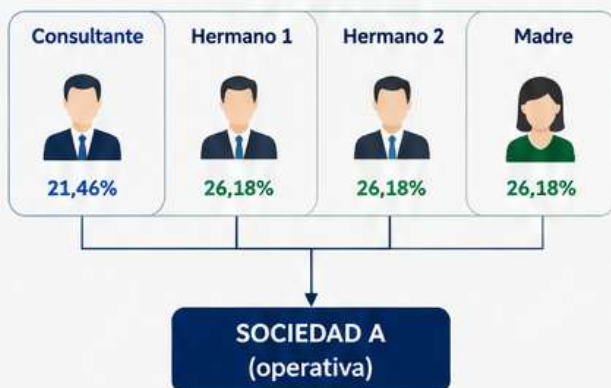 Consultante
Hermano 1
Hermano 2
Madre
21,46%
26,18%
26,18%
26,18%
SOCIEDAD A
(operativa)